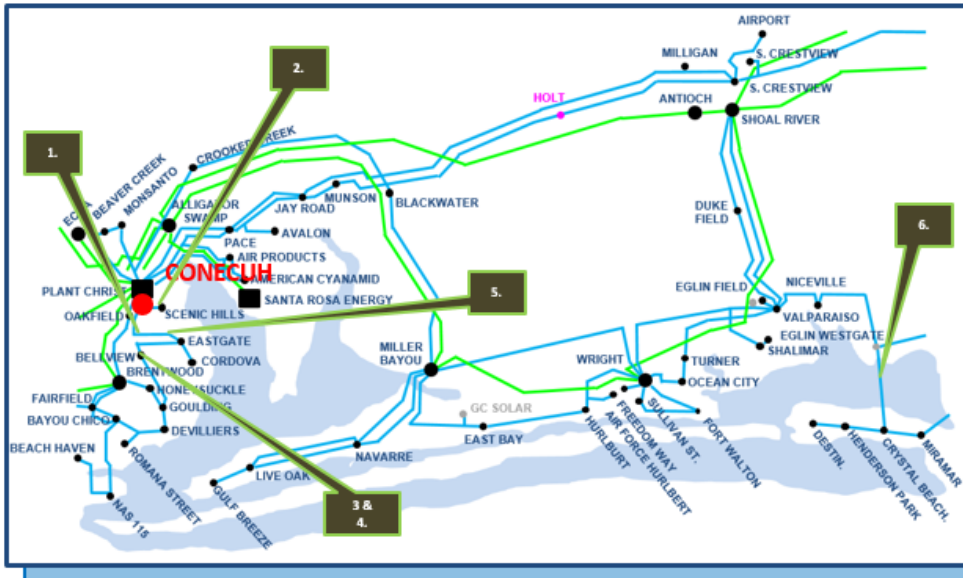 AIRPORT
MILLIGAN
S. CRESTVIEW
HOLT
S. CRESTVIEW
ANTIOCH
SHOAL RIVER
2.
1.
CROOKED CREEK
BEAVER CREEK
MONSANTO
ALLIGATOR
SWAMP
JAY ROAD
MUNSON
BLACKWATER
DUKE
FIELD
6.
PACE
AVALON
AIR PRODUCTS
CONECUH
AMERICAN CYANAMID
PLANT CHRIST
5.
SANTA ROSA ENERGY
SCENIC HILLS
OAKFIELD
EGLIN FIELD
NICEVILLE
VALPARAISO
EGLIN WESTGATE
SHALIMAR
EASTGATE
BELLVIEW
CORDOVA
BRENTWOOD
MILLER
BAYOU
WRIGHT
TURNER
OCEAN CITY
FAIRFIELD
HONEYSUCKLE
GOULDING
BAYOU CHICO
DEVILLIERS
BEACH HAVEN
GC SOLAR
EAST BAY
HURLBURT
AIR FORCE HURLBERT
FREEDOM WAY
SULLIVAN ST.
FORT WALTON
DESTIN.
HENDERSON PARK
CRYSTAL BEACH.
MIRAMAR
ROMANA STREET
NAS 115
LIVE OAK
NAVARRE
GULF BREEZE
3 &
4.